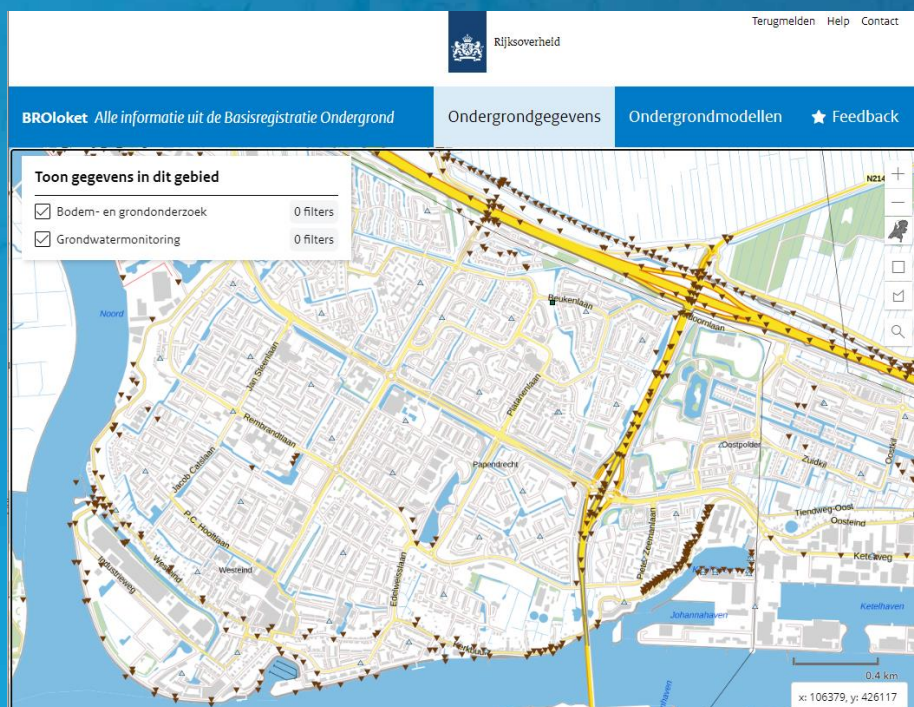 Terugmelden Help Contact
Rijksoverheid
BROloket Alle informatie uit de Basisregistratie Ondergrond
Ondergrondgegevens
Ondergrondmodellen
★ Feedback
Toon gegevens in dit gebied
Bodem- en grondonderzoek
0 filters
Grondwatermonitoring
0 filters
N214
Noord
Beukenlaan
Jan Steenlaan
Platanenlaan
Rembrandtlaan
Oostpolder
Zuidkil
Oostkil
Jacob Catslaan
Papendrecht
P.C. Hooftlaan
Tiendweg-Oost
Oosteind
Westeind
Industrieweg
Westeind
Edelweisslaan
Pieter Zeemanlaan
Ketelweg
Johannahaven
Ketelhaven
0.4 km
x: 106379, y: 426117